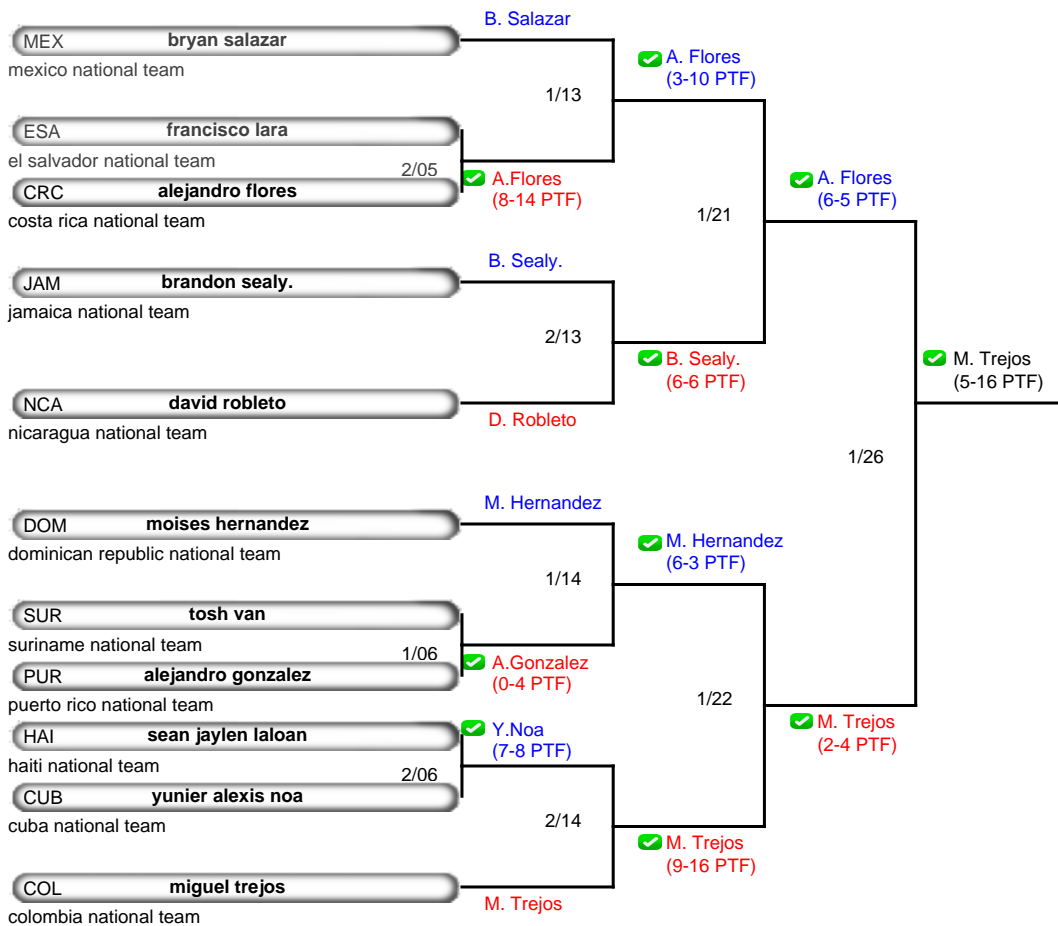 B. Salazar
MEX bryan salazar
mexico national team
A. Flores
(3-10 PTF)
1/13
ESA francisco lara
el salvador national team
2/05
CRC alejandro flores
costa rica national team
A.Flores
(8-14 PTF)
A. Flores
(6-5 PTF)
1/21
B. Sealy.
JAM brandon sealy.
jamaica national team
2/13
B. Sealy.
(6-6 PTF)
M. Trejos
(5-16 PTF)
NCA david robleto
nicaragua national team
D. Robleto
1/26
M. Hernandez
DOM moises hernandez
dominican republic national team
M. Hernandez
(6-3 PTF)
1/14
SUR tosh van
suriname national team
1/06
PUR alejandro gonzalez
puerto rico national team
A.Gonzalez
(0-4 PTF)
1/22
M. Trejos
(2-4 PTF)
HAI sean jaylen laloan
haiti national team
Y.Noa
(7-8 PTF)
2/06
CUB yunier alexis noa
cuba national team
2/14
M. Trejos
(9-16 PTF)
COL miguel trejos
colombia national team
M. Trejos